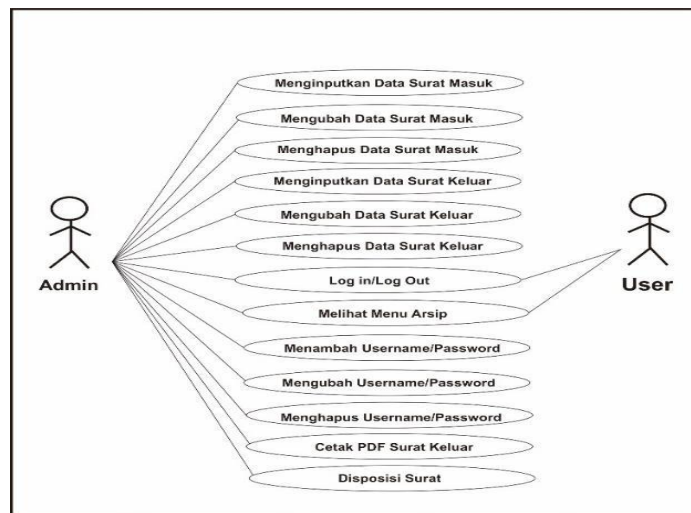 Menginputkan Data Surat Masuk
Mengubah Data Surat Masuk
Menghapus Data Surat Masuk
Menginputkan Data Surat Keluar
Mengubah Data Surat Keluar
Menghapus Data Surat Keluar
Admin
User
Log in/Log Out
Melihat Menu Arsip
Menambah Username/Password
Mengubah Username/Password
Menghapus Username/Password
Cetak PDF Surat Keluar
Disposisi Surat